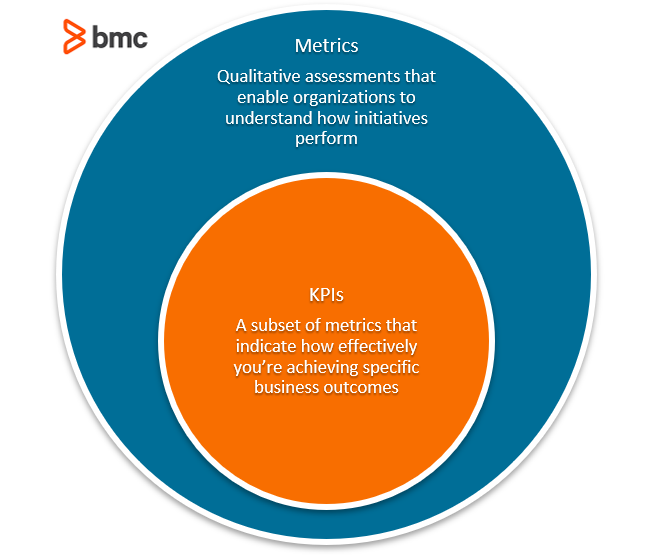 bmc
Metrics
Qualitative assessments that
enable organizations to
understand how initiatives
perform
KPIs
A subset of metrics that
indicate how effectively
you’re achieving specific
business outcomes